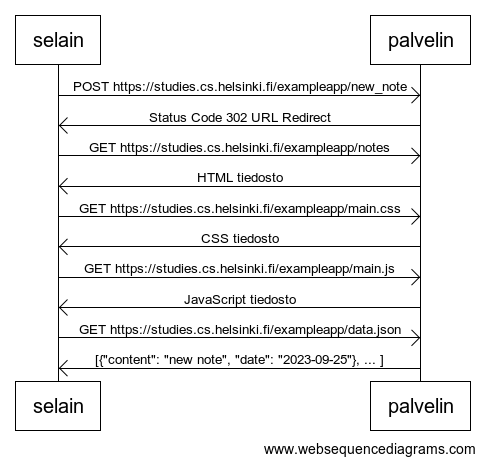 selain palvelin
POST https://studies.cs.helsinki.fi/exampleapp/new_note
Status Code 302 URL Redirect
GET https://studies.cs.helsinki.fi/exampleapp/notes
HTML tiedosto
GET https://studies.cs.helsinki.fi/exampleapp/main.css
CSS tiedosto
GET https://studies.cs.helsinki.fi/exampleapp/main.js
JavaScript tiedosto
GET https://studies.cs.helsinki.fi/exampleapp/data.json
[{"content": "new note", "date": "2023-09-25"}, ... ]
selain palvelin
www.websequencediagrams.com